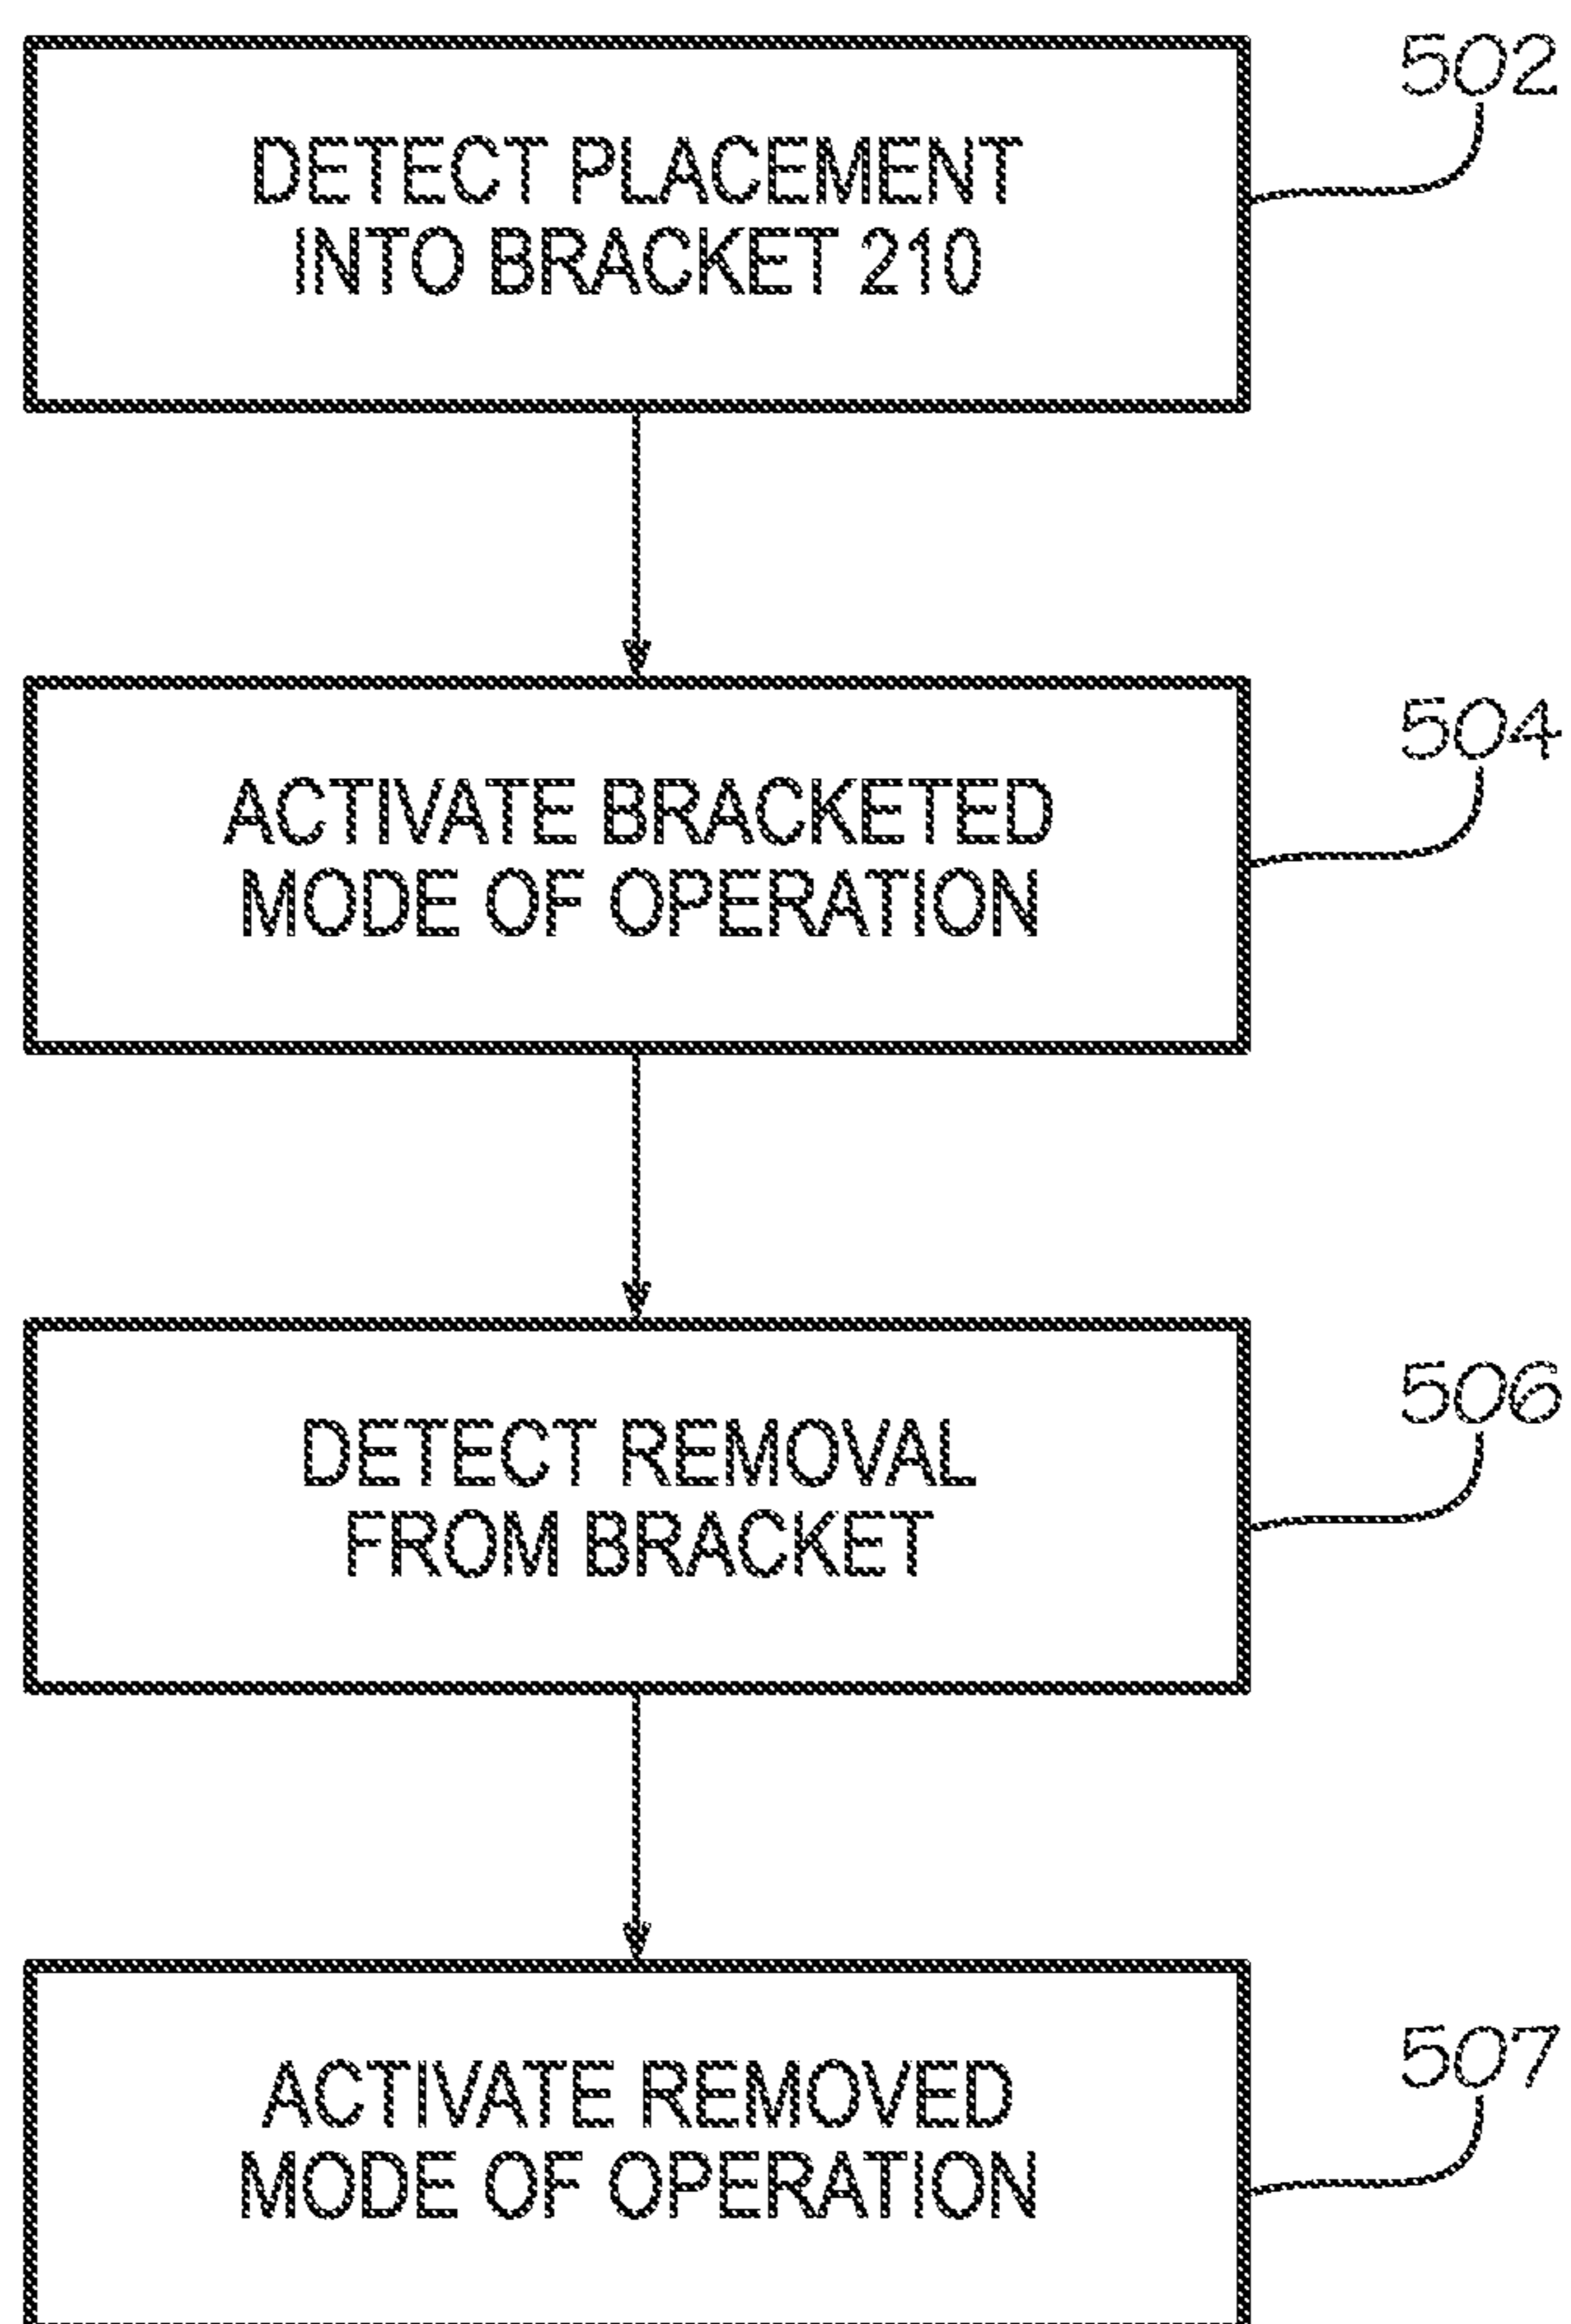 502
DETECT PLACEMENT
INTO BRACKET 210
504
ACTIVATE BRACKETED
MODE OF OPERATION
506
DETECT REMOVAL
FROM BRACKET
507
ACTIVATE REMOVED
MODE OF OPERATION